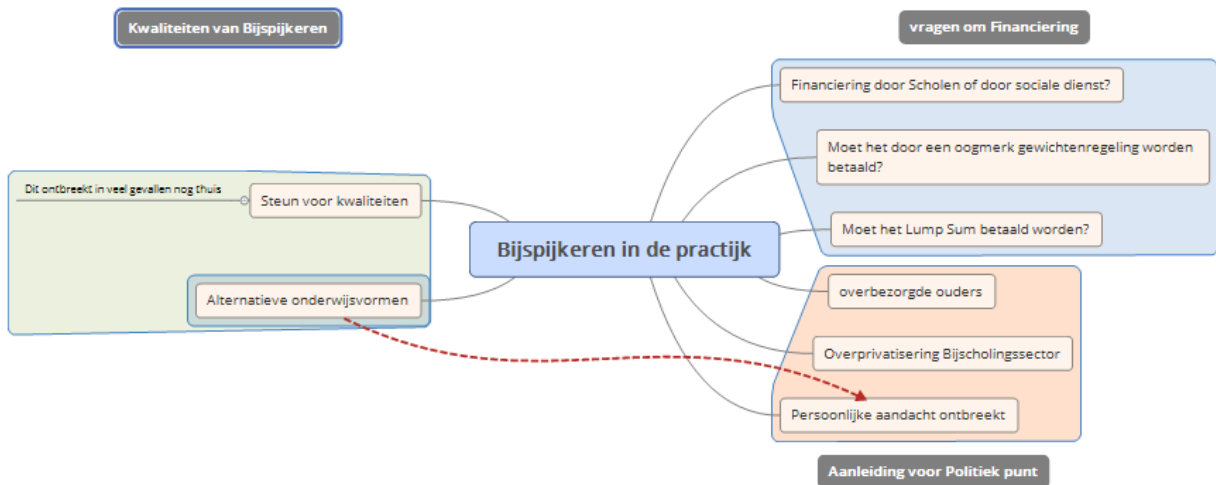 Kwaliteiten van Bijspijkeren
vragen om Financiering
Financiering door Scholen of door sociale dienst?
Moet het door een oogmerk gewichtenregeling worden
betaald?
Moet het Lump Sum betaald worden?
Dit ontbreekt in veel gevallen nog thuis
Steun voor kwaliteiten
Bijspijkeren in de practijk
Alternatieve onderwijsvormen
overbezorgde ouders
Overprivatisering Bijscholingssector
Persoonlijke aandacht ontbreekt
Aanleiding voor Politiek punt